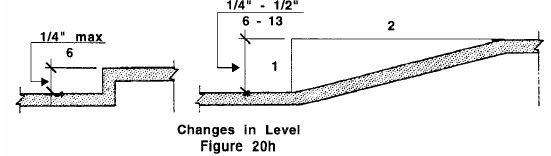 1/4" max
6
1/4" - 1/2"
6 - 13
1
2
Changes in Level
Figure 20h